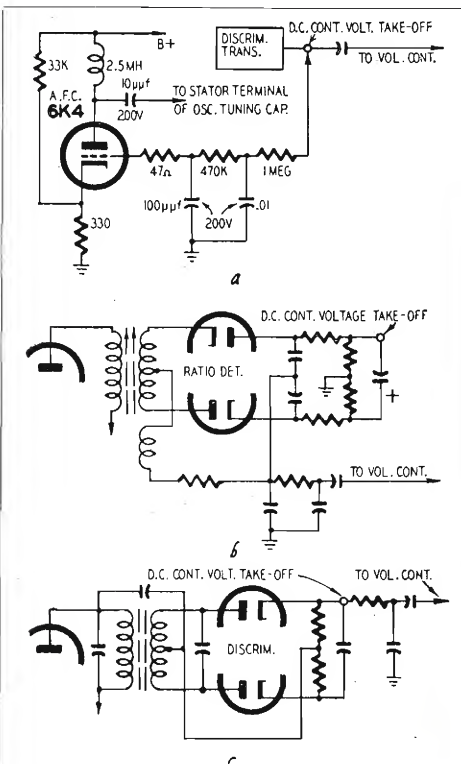 D.C. CONT. VOLT. TAKE-OFF
B+
DISCRIM.
TRANS.
33K
2.5MH
TO VOL. CONT.
A.F.C.
6K4
10μμf
200V
TO STATOR TERMINAL
OF OSC. TUNING CAP.
47Ω
470K
1 MEG
100μμf
200V
.01
330
a
D.C. CONT. VOLTAGE TAKE-OFF
RATIO DET.
+
TO VOL. CONT.
b
D.C. CONT. VOLT. TAKE-OFF
TO VOL. CONT.
DISCRIM.
c